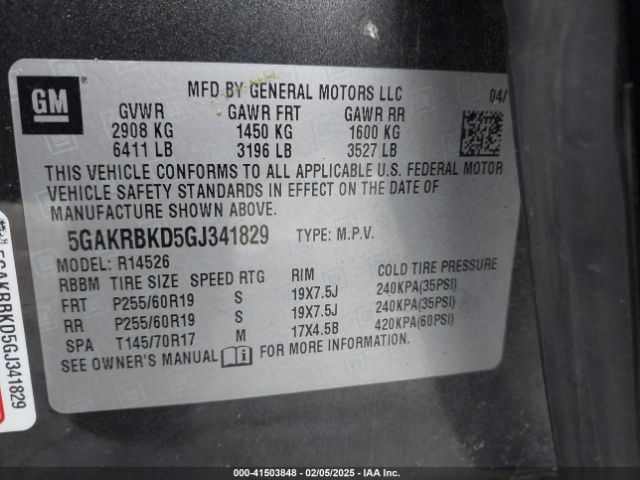 GM
MFD BY GENERAL MOTORS LLC 04/
GVWR GAWR FRT GAWR RR
2908 KG 1450 KG 1600 KG
6411 LB 3196 LB 3527 LB
THIS VEHICLE CONFORMS TO ALL APPLICABLE U.S. FEDERAL MOTOR
VEHICLE SAFETY STANDARDS IN EFFECT ON THE DATE OF
MANUFACTURE SHOWN ABOVE.
5GAKRBKD5GJ341829 TYPE: M.P.V.
MODEL: R14526
RBBM TIRE SIZE SPEED RTG RIM COLD TIRE PRESSURE
FRT P255/60R19 S 19X7.5J 240KPA(35PSI)
RR P255/60R19 S 19X7.5J 240KPA(35PSI)
SPA T145/70R17 M 17X4.5B 420KPA(60PSI)
SEE OWNER'S MANUAL FOR MORE INFORMATION
5GAKRBKD5GJ341829
000-41503848 — 02/05/2025 — IAA Inc.